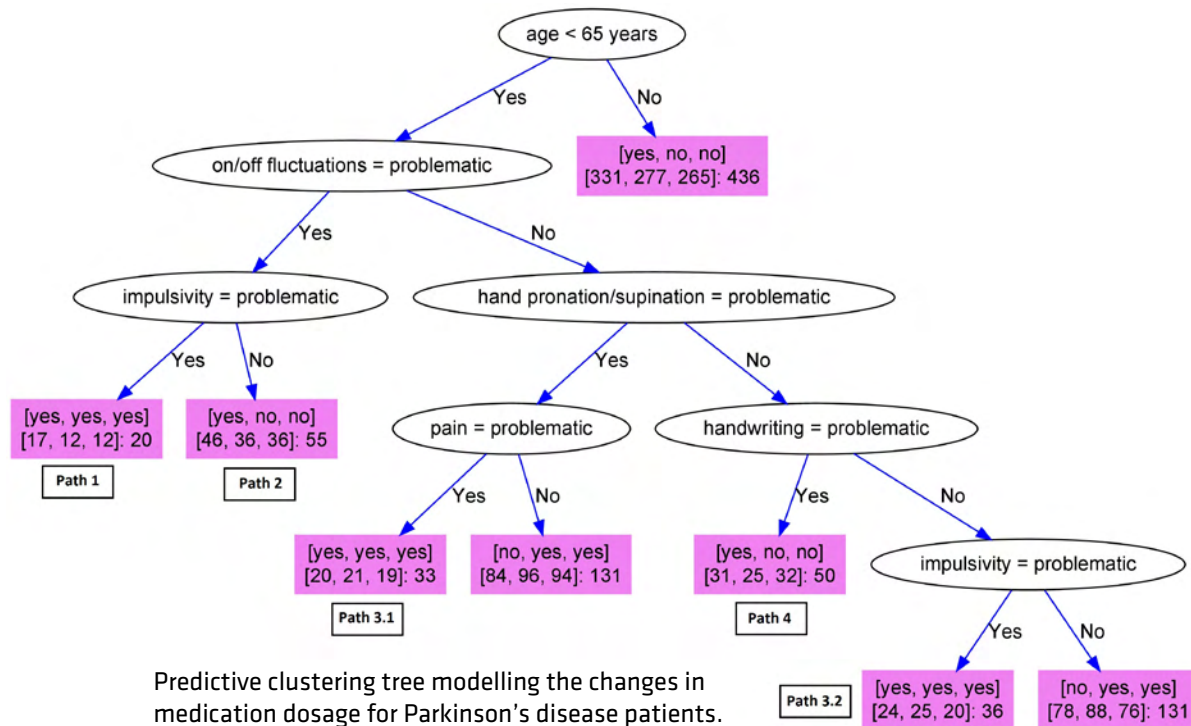 age < 65 years
Yes
No
on/off fluctuations = problematic
[yes, no, no]
[331, 277, 265]: 436
Yes
No
impulsivity = problematic
hand pronation/supination = problematic
Yes
No
Yes
No
[yes, yes, yes]
[17, 12, 12]: 20
[yes, no, no]
[46, 36, 36]: 55
pain = problematic
handwriting = problematic
Path 1
Path 2
Yes
No
Yes
No
[yes, yes, yes]
[20, 21, 19]: 33
[no, yes, yes]
[84, 96, 94]: 131
[yes, no, no]
[31, 25, 32]: 50
impulsivity = problematic
Path 3.1
Path 4
Yes
No
Predictive clustering tree modelling the changes in
medication dosage for Parkinson's disease patients.
Path 3.2
[yes, yes, yes]
[24, 25, 20]: 36
[no, yes, yes]
[78, 88, 76]: 131